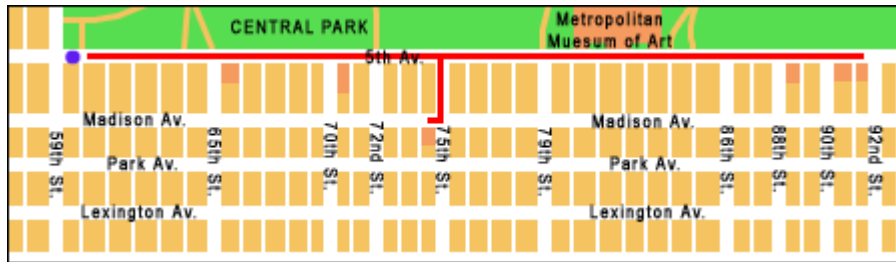 CENTRAL PARK
Metropolitan
Muesum of Art
5th Av.
Madison Av.
Madison Av.
59th St.
65th St.
70th St.
72nd St.
75th St.
79th St.
86th St.
88th St.
90th St.
92nd St.
Park Av.
Park Av.
Lexington Av.
Lexington Av.